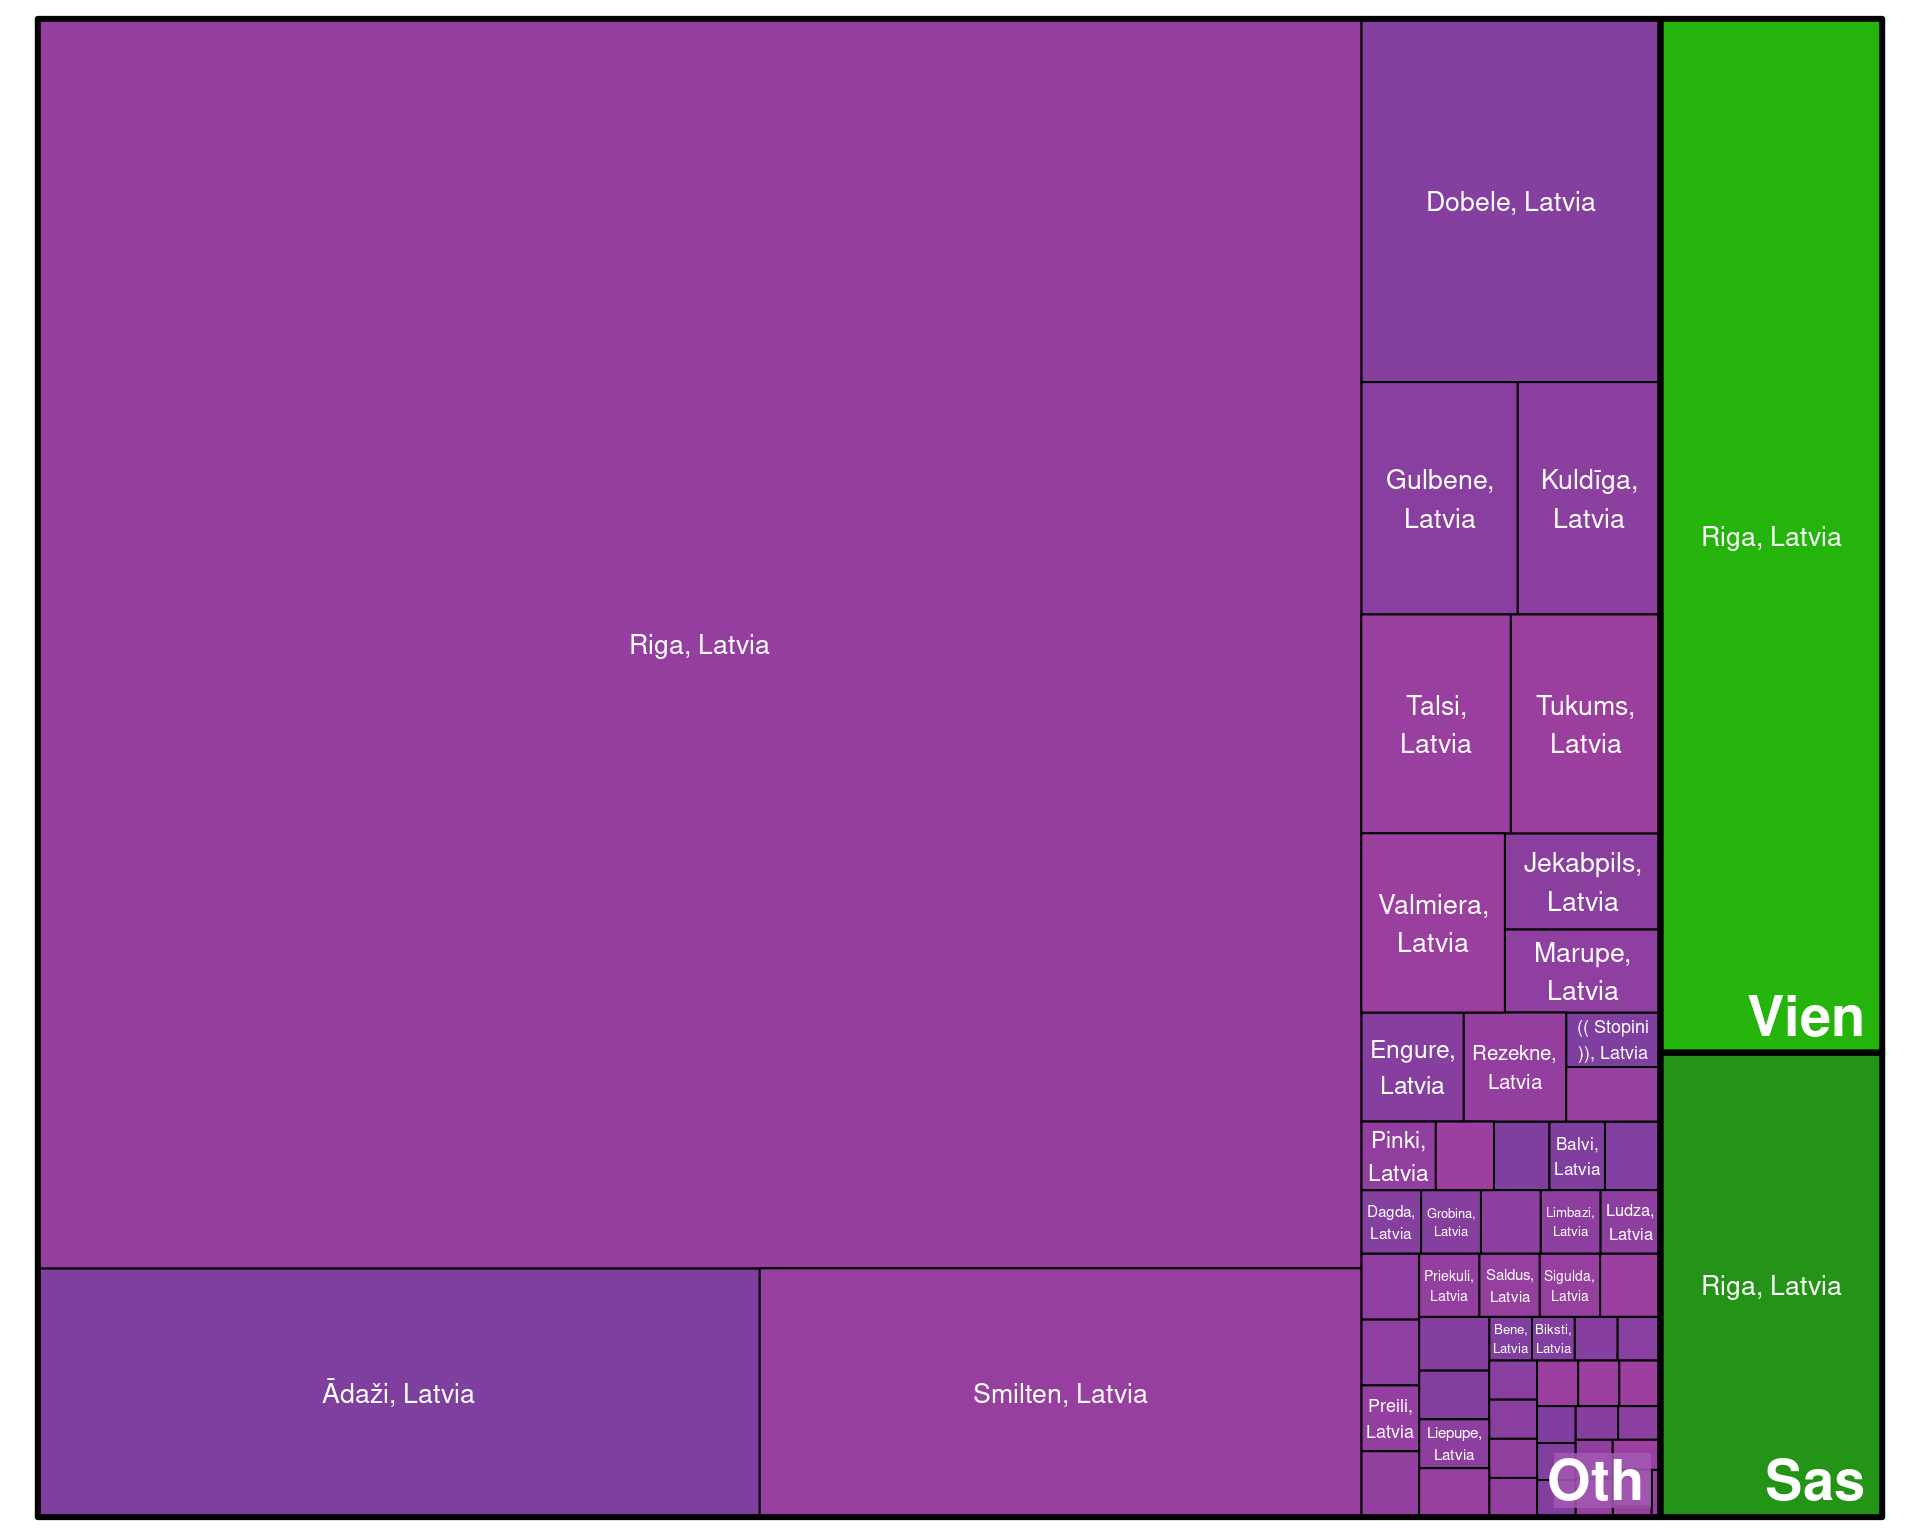 Riga, Latvia
Ādaži, Latvia
Smilten, Latvia
Dobele, Latvia
Gulbene,
Latvia
Kuldīga,
Latvia
Talsi,
Latvia
Tukums,
Latvia
Valmiera,
Latvia
Jekabpils,
Latvia
Marupe,
Latvia
Engure,
Latvia
Rezekne,
Latvia
(( Stopini
)), Latvia
Pinki,
Latvia
Balvi,
Latvia
Dagda,
Latvia
Grobina,
Latvia
Limbazi,
Latvia
Ludza,
Latvia
Priekuli,
Latvia
Saldus,
Latvia
Sigulda,
Latvia
Bene,
Latvia
Biksti,
Latvia
Preili,
Latvia
Liepupe,
Latvia
Oth
Riga, Latvia
Vien
Riga, Latvia
Sas